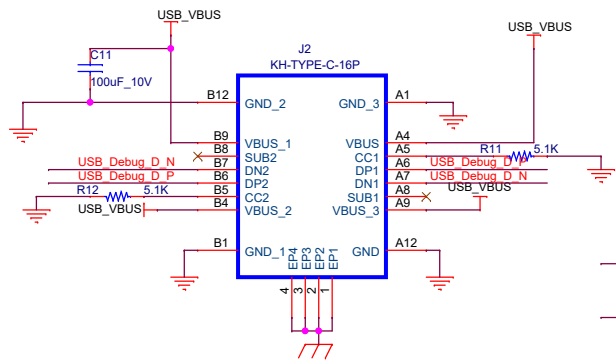 USB_VBUS
USB_VBUS
C11
100uF_10V
J2
KH-TYPE-C-16P
B12
GND_2
GND_3
A1
B9
VBUS_1
VBUS
A4
B8
SUB2
CC1
A5
R11
5.1K
USB_Debug_D_N
B7
DN2
DP1
A6
USB_Debug_D_P
USB_Debug_D_P
B6
DP2
DN1
A7
USB_Debug_D_N
R12
5.1K
B5
CC2
SUB1
A8
USB_VBUS
USB_VBUS
B4
VBUS_2
VBUS_3
A9
B1
GND_1
GND
A12
EP4
EP3
EP2
EP1
4
3
2
1